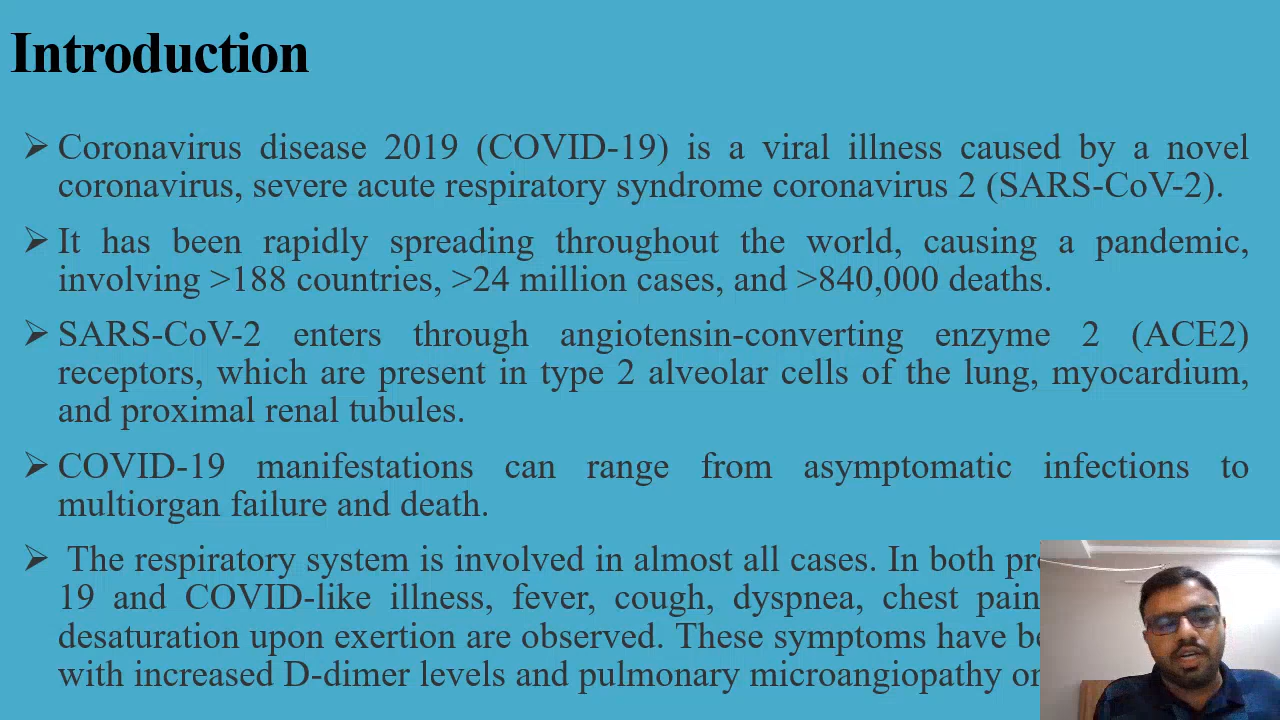 Introduction
Coronavirus disease 2019 (COVID-19) is a viral illness caused by a novel
coronavirus, severe acute respiratory syndrome coronavirus 2 (SARS-CoV-2).
It has been rapidly spreading throughout the world, causing a pandemic,
involving >188 countries, >24 million cases, and >840,000 deaths.
SARS-CoV-2 enters through angiotensin-converting enzyme 2 (ACE2)
receptors, which are present in type 2 alveolar cells of the lung, myocardium,
and proximal renal tubules.
COVID-19 manifestations can range from asymptomatic infections to
multiorgan failure and death.
The respiratory system is involved in almost all cases. In both
19 and COVID-like illness, fever, cough, dyspnea, chest pain
desaturation upon exertion are observed. These symptoms have
with increased D-dimer levels and pulmonary microangiopathy